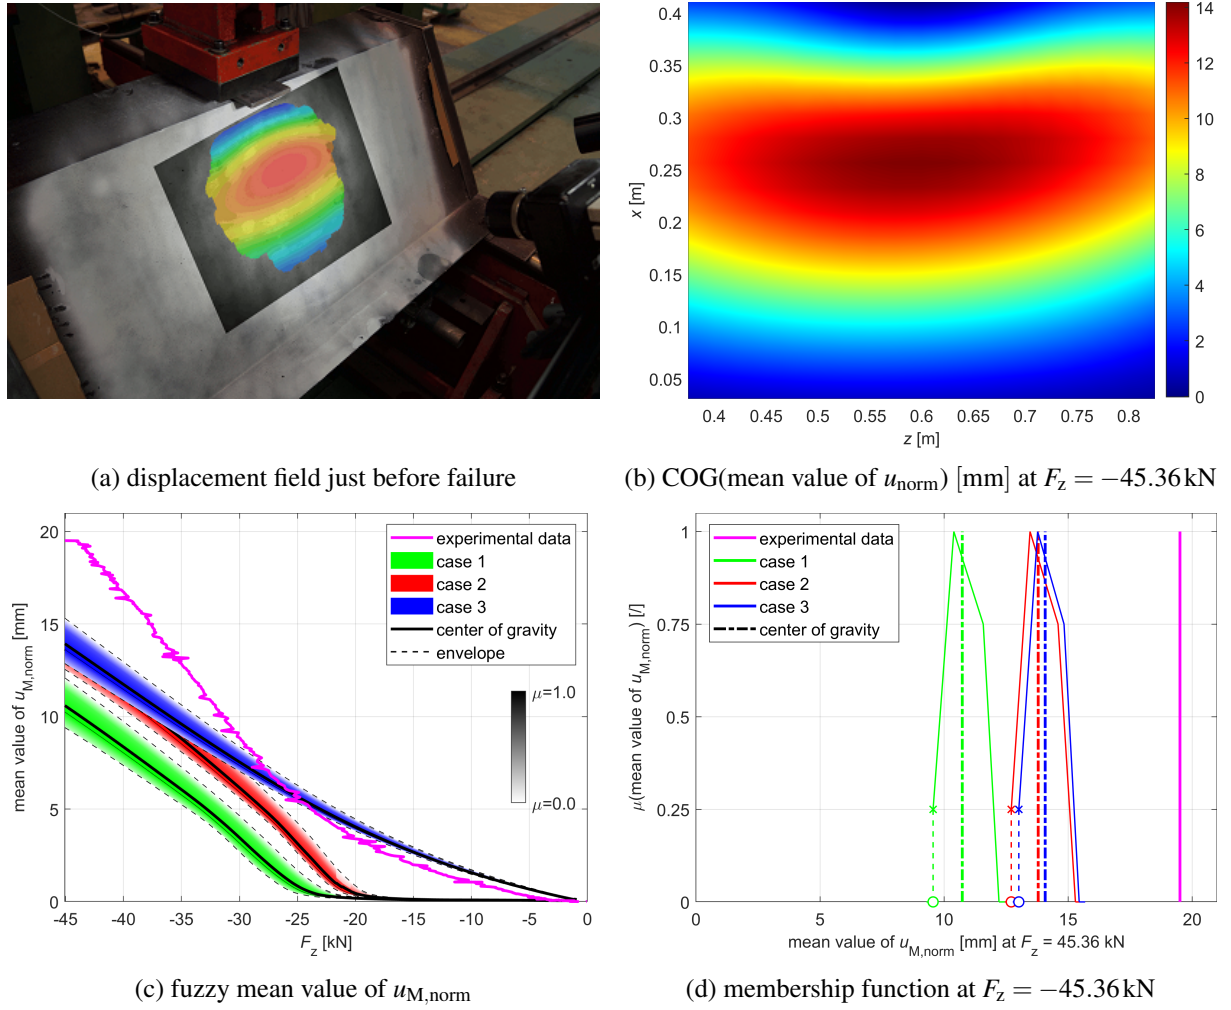 0.4
0.35
0.3
0.25
0.2
0.15
0.1
0.05
x [m]
0.4 0.45 0.5 0.55 0.6 0.65 0.7 0.75 0.8
z [m]
14
12
10
8
6
4
2
0
(a) displacement field just before failure
(b) COG(mean value of u_norm) [mm] at F_z = −45.36 kN
20
15
10
5
0
mean value of u_M,norm [mm]
experimental data
case 1
case 2
case 3
center of gravity
envelope
μ=1.0
μ=0.0
-45 -40 -35 -30 -25 -20 -15 -10 -5 0
F_z [kN]
1
0.75
0.5
0.25
0
μ(mean value of u_M,norm) [/]
experimental data
case 1
case 2
case 3
center of gravity
0 5 10 15 20
mean value of u_M,norm [mm] at F_z = 45.36 kN
(c) fuzzy mean value of u_M,norm
(d) membership function at F_z = −45.36 kN